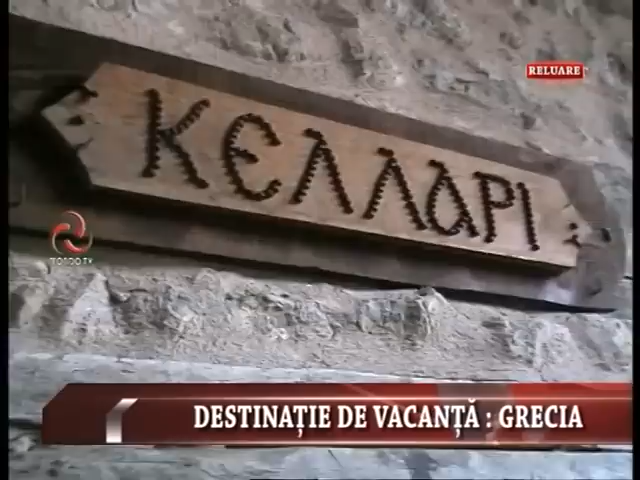 RELUARE
ΚΕΛΛΑΡΙ
DESTINAȚIE DE VACANȚĂ : GRECIA